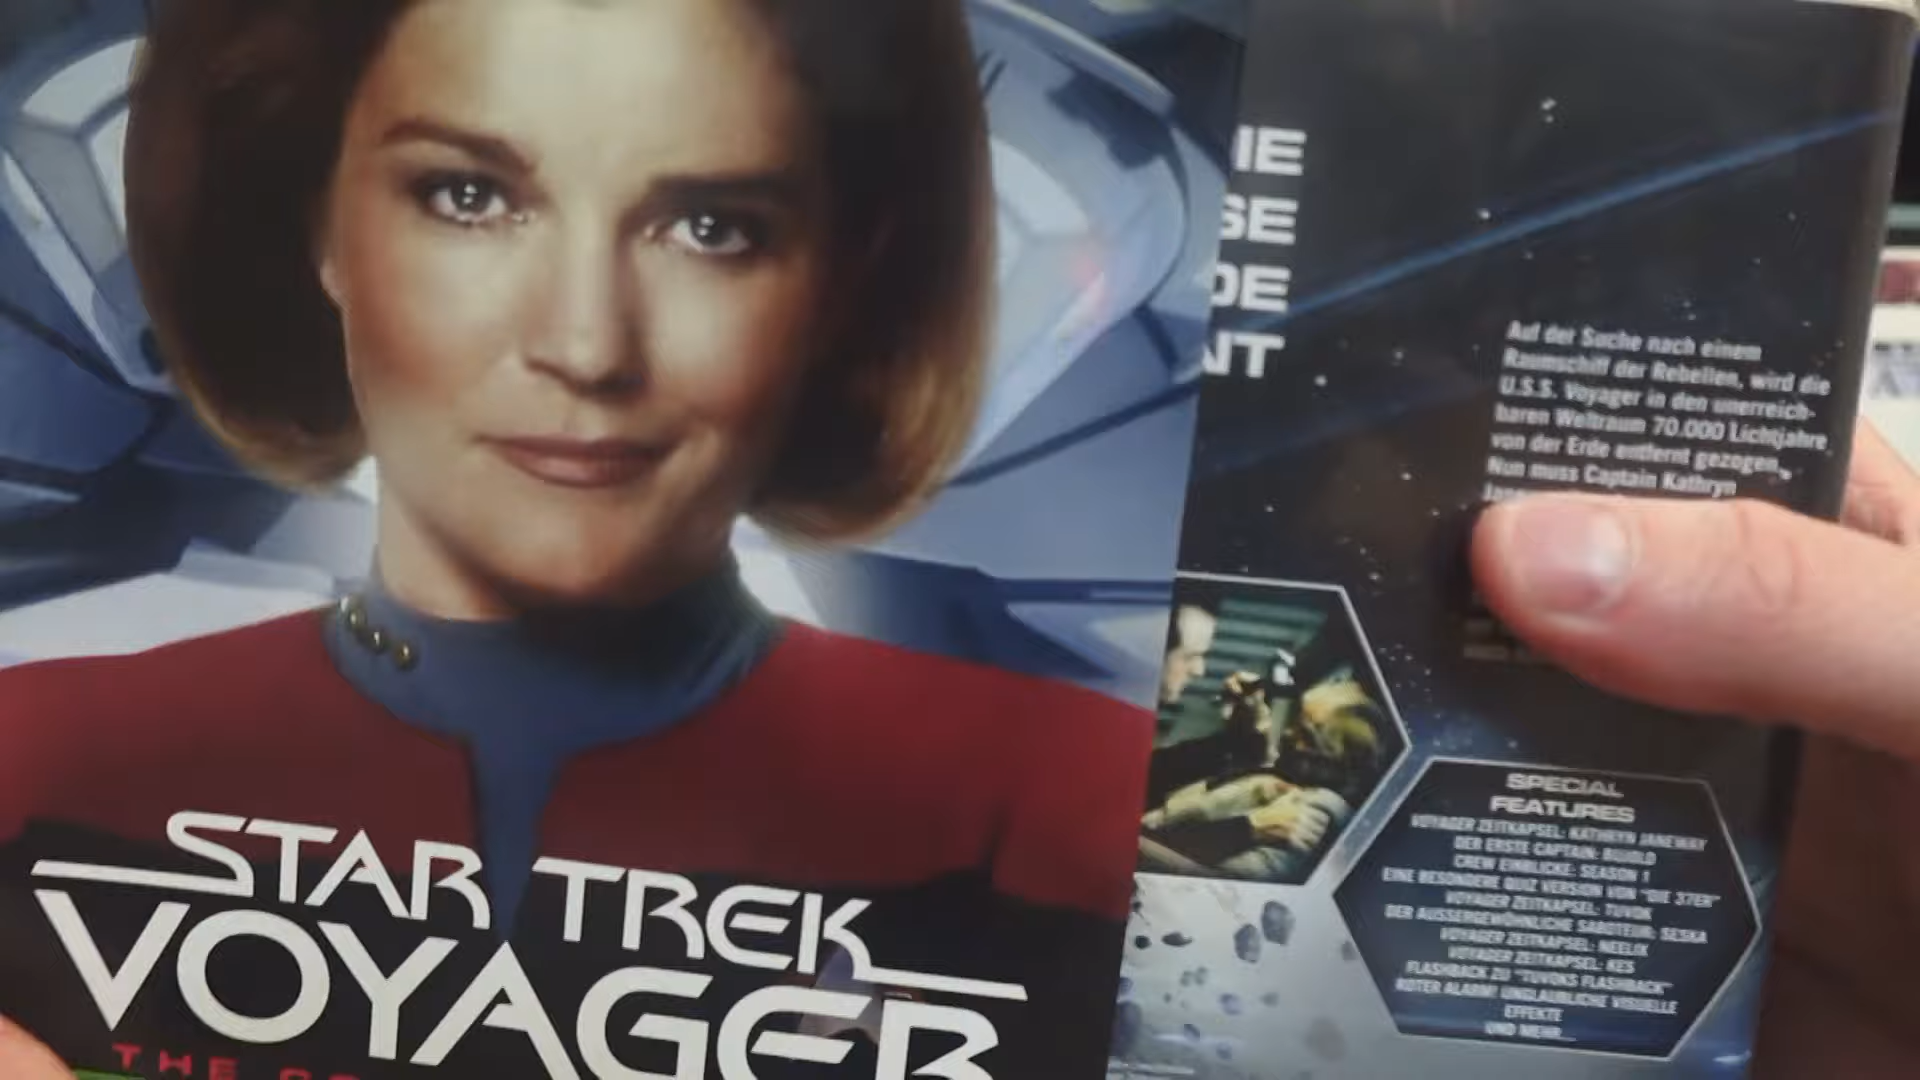 STAR TREK
VOYAGER
THE
IE
SE
DE
NT
Auf der Suche nach einem
Raumschiff der Rebellen, wird die
U.S.S. Voyager in den unerreich-
baren Weltraum 70.000 Lichtjahre
von der Erde entfernt gezogen.
Nun muss Captain Kathryn
SPECIAL
FEATURES
VOYAGER ZEITKAPSEL: KATHRYN JANEWAY
DER ERSTE CAPTAIN: BUJOLD
CREW EINBLICKE: SEASON 1
EINE BESONDERE QUIZ VERSION VON "DIE 37ER"
VOYAGER ZEITKAPSEL: TUVOK
DER AUSSERGEWÖHNLICHE SABOTEUR: SESKA
VOYAGER ZEITKAPSEL: NEELIX
VOYAGER ZEITKAPSEL: KES
FLASHBACK ZU "TUVOKS FLASHBACK"
ROTER ALARM! UNGLAUBLICHE VISUELLE
EFFEKTE
UND MEHR...